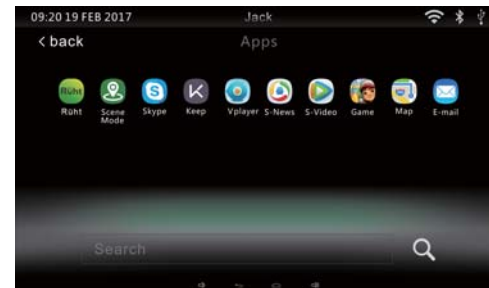 09:20 19 FEB 2017 Jack
< back Apps
Rüht
Rüht Scene Mode Skype Keep Vplayer S-News S-Video Game Map E-mail
Search